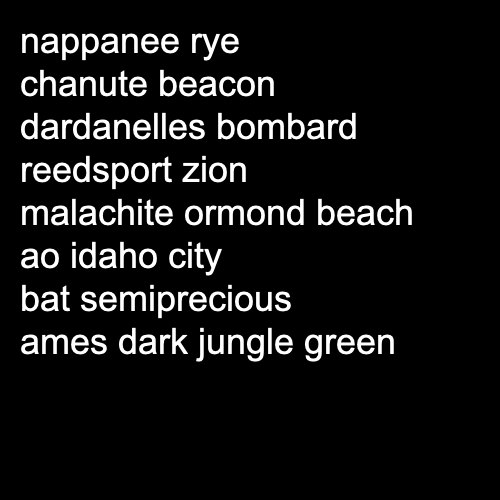 nappanee rye
chanute beacon
dardanelles bombard
reedsport zion
malachite ormond beach
ao idaho city
bat semiprecious
ames dark jungle green